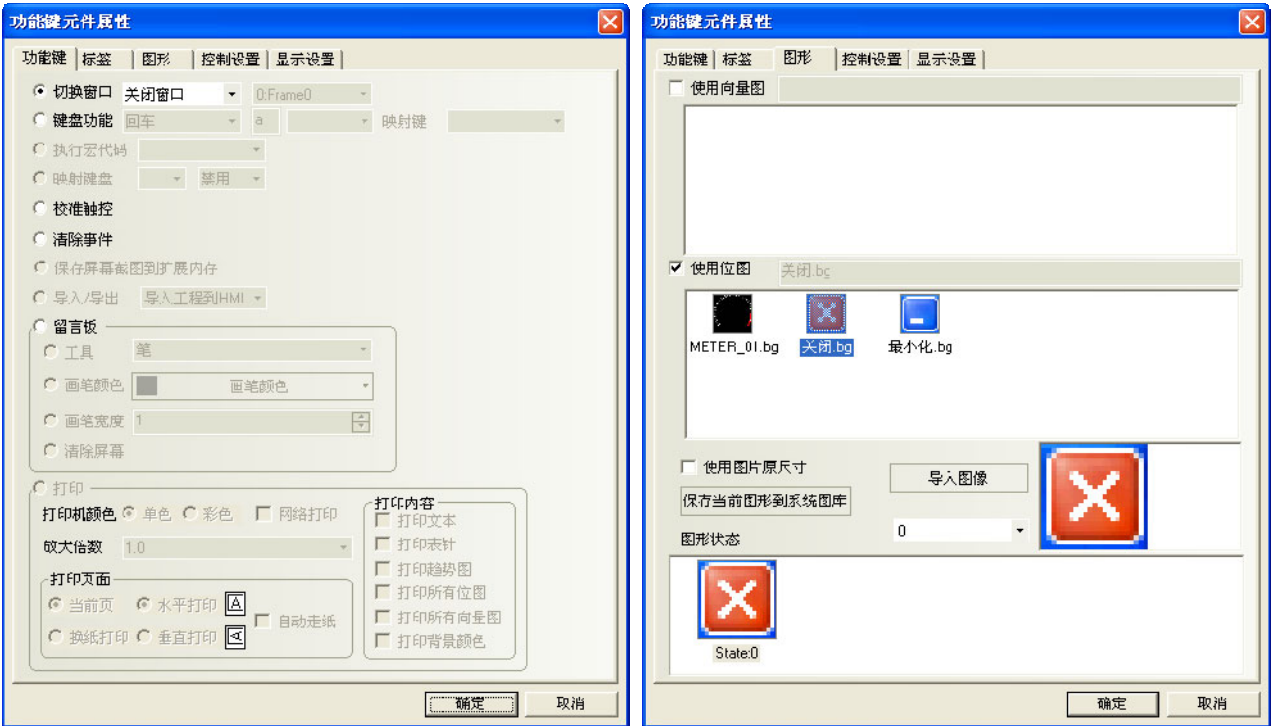 功能键元件属性
功能键 标签 图形 控制设置 显示设置
切换窗口 关闭窗口 0:Frame0
键盘功能 回车 a 映射键
执行宏代码
映射键盘 禁用
校准触控
清除事件
保存屏幕截图到扩展内存
导入/导出 导入工程到HMI
留言板
工具 笔
画笔颜色 画笔颜色
画笔宽度 1
清除屏幕
打印
打印机颜色 单色 彩色 网络打印
放大倍数 1.0
打印页面
当前页 水平打印 A
换纸打印 垂直打印 A
自动走纸
打印内容
打印文本
打印表针
打印趋势图
打印所有位图
打印所有向量图
打印背景颜色
确定 取消
功能键元件属性
功能键 标签 图形 控制设置 显示设置
使用向量图
使用位图 关闭.bg
METER_01.bg 关闭.bg 最小化.bg
使用图片原尺寸 导入图像
保存当前图形到系统图库
图形状态 0
State:0
确定 取消